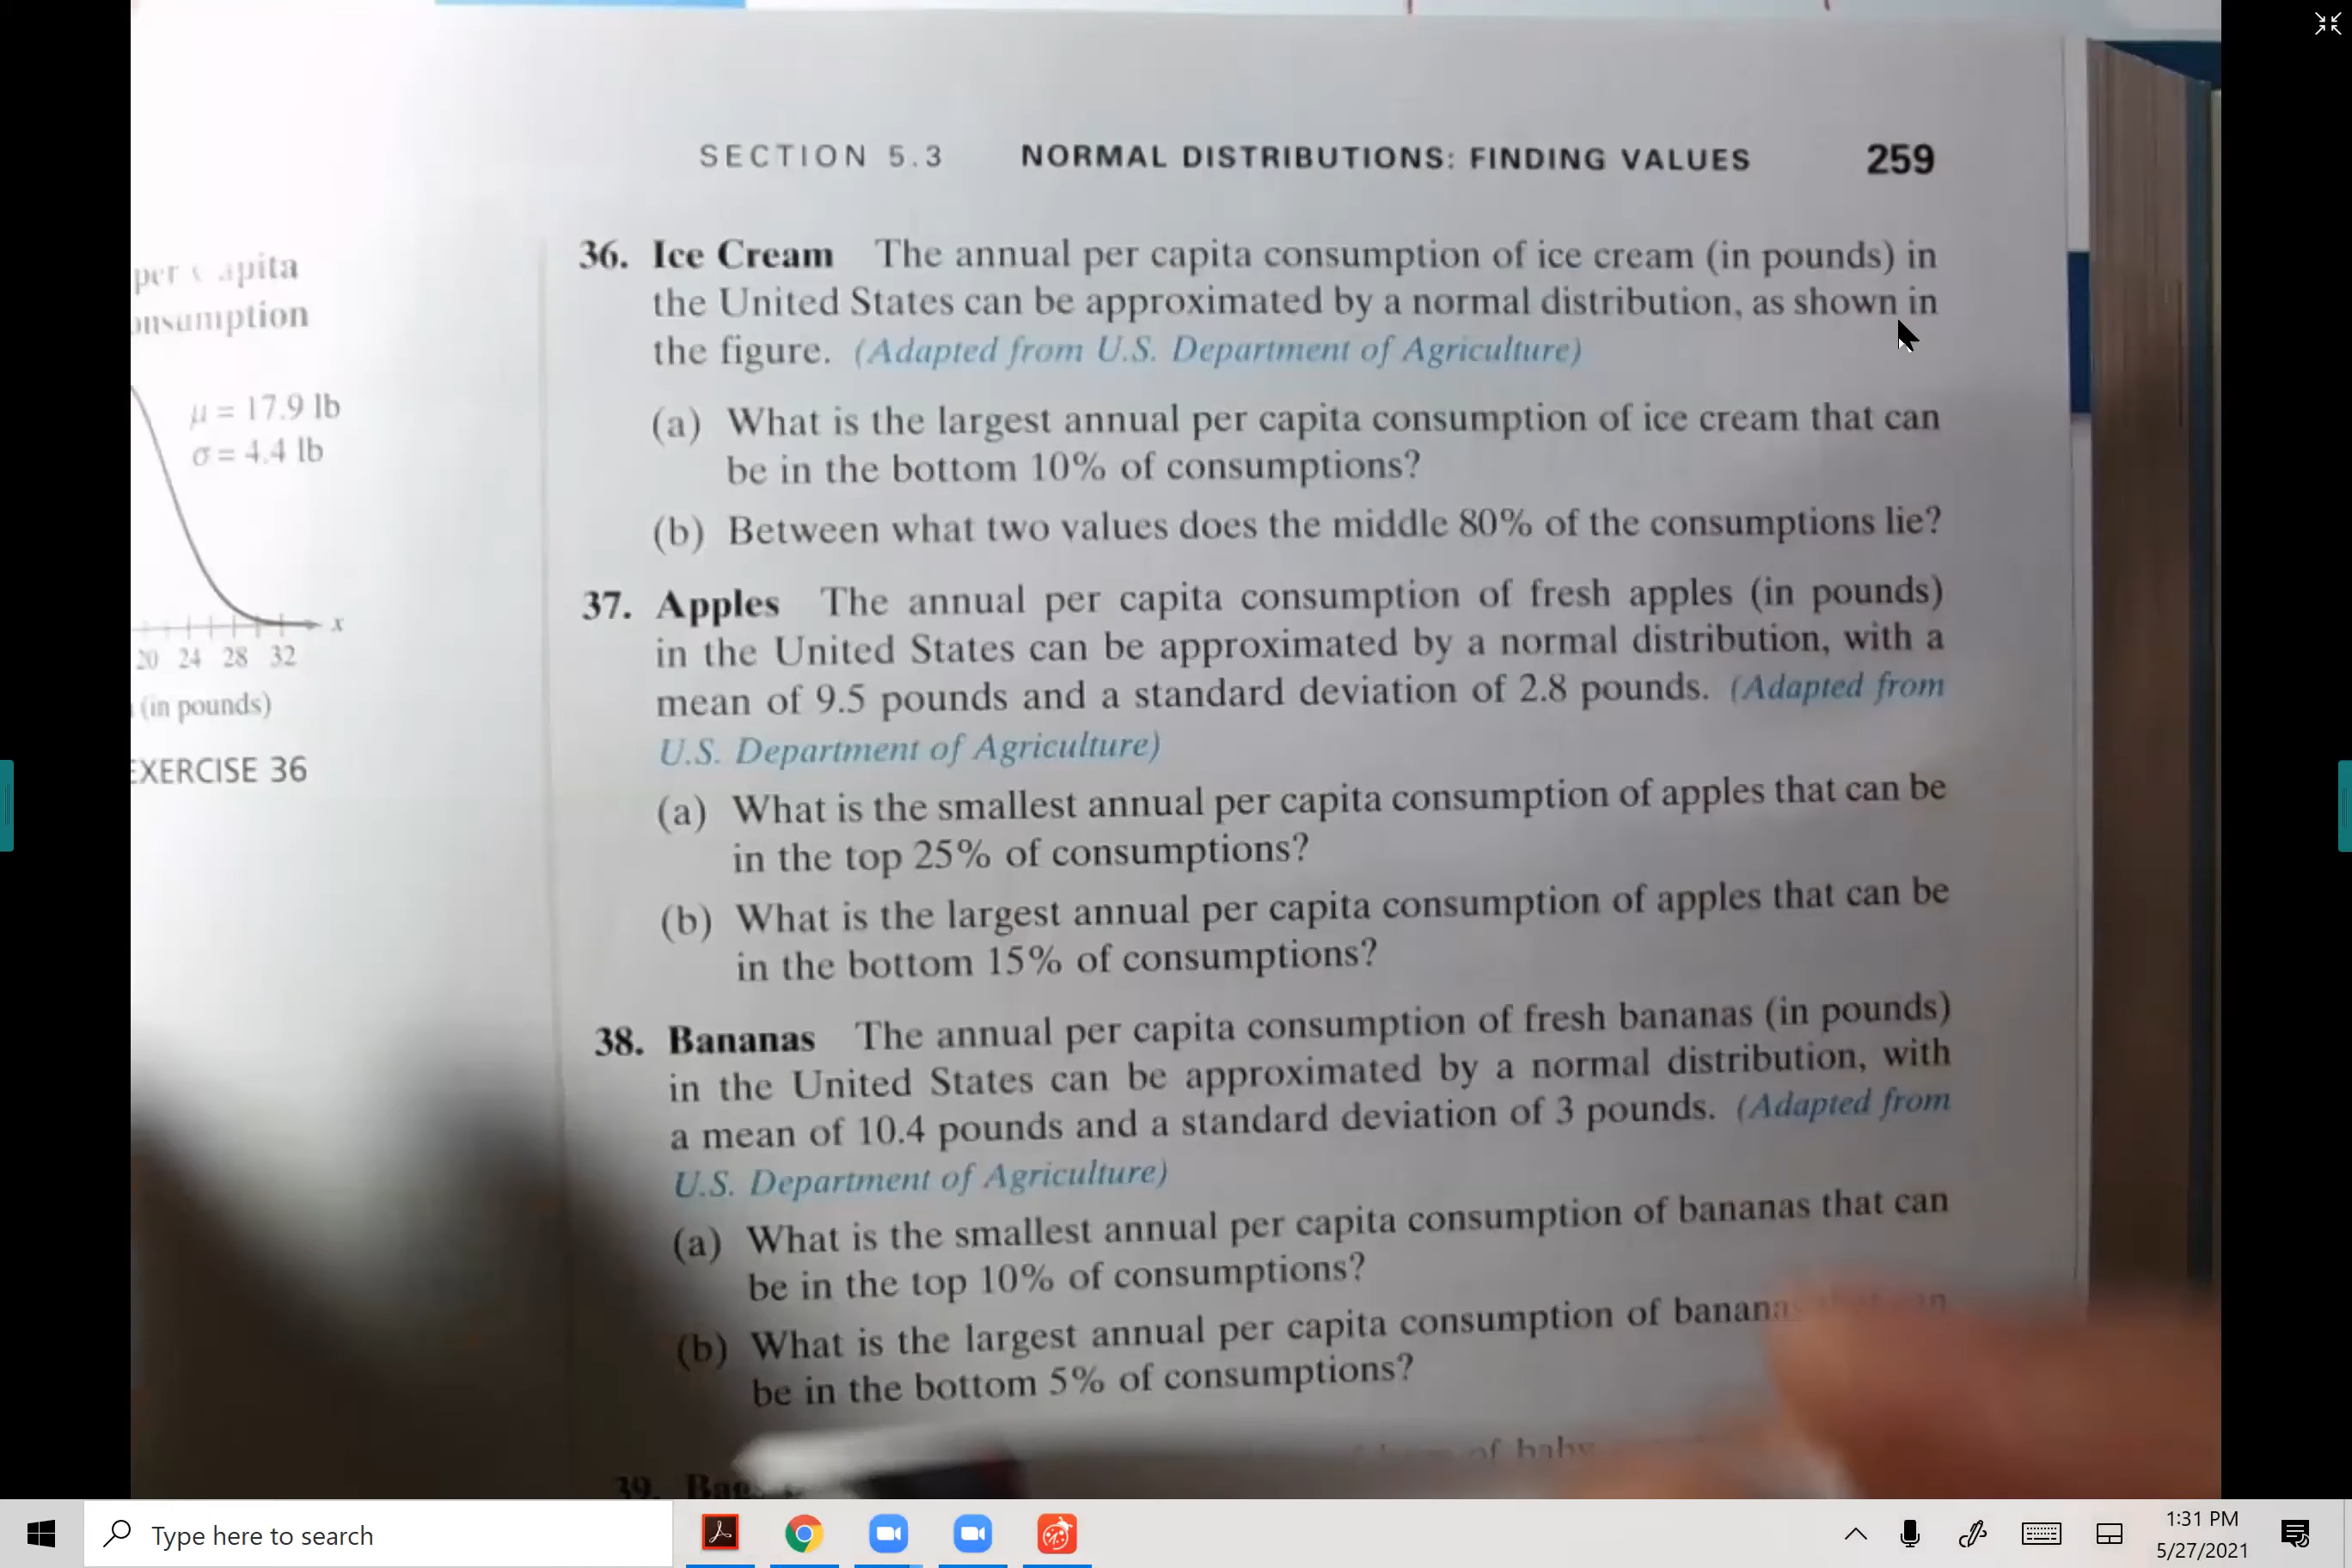 SECTION 5.3 NORMAL DISTRIBUTIONS: FINDING VALUES 259
per capita
onsumption
μ = 17.9 lb
σ = 4.4 lb
x
20 24 28 32
(in pounds)
EXERCISE 36
36. Ice Cream The annual per capita consumption of ice cream (in pounds) in
the United States can be approximated by a normal distribution, as shown in
the figure. (Adapted from U.S. Department of Agriculture)
(a) What is the largest annual per capita consumption of ice cream that can
be in the bottom 10% of consumptions?
(b) Between what two values does the middle 80% of the consumptions lie?
37. Apples The annual per capita consumption of fresh apples (in pounds)
in the United States can be approximated by a normal distribution, with a
mean of 9.5 pounds and a standard deviation of 2.8 pounds. (Adapted from
U.S. Department of Agriculture)
(a) What is the smallest annual per capita consumption of apples that can be
in the top 25% of consumptions?
(b) What is the largest annual per capita consumption of apples that can be
in the bottom 15% of consumptions?
38. Bananas The annual per capita consumption of fresh bananas (in pounds)
in the United States can be approximated by a normal distribution, with
a mean of 10.4 pounds and a standard deviation of 3 pounds. (Adapted from
U.S. Department of Agriculture)
(a) What is the smallest annual per capita consumption of bananas that can
be in the top 10% of consumptions?
(b) What is the largest annual per capita consumption of
be in the bottom 5% of consumptions?
of baby
39.
Type here to search
1:31 PM
5/27/2021